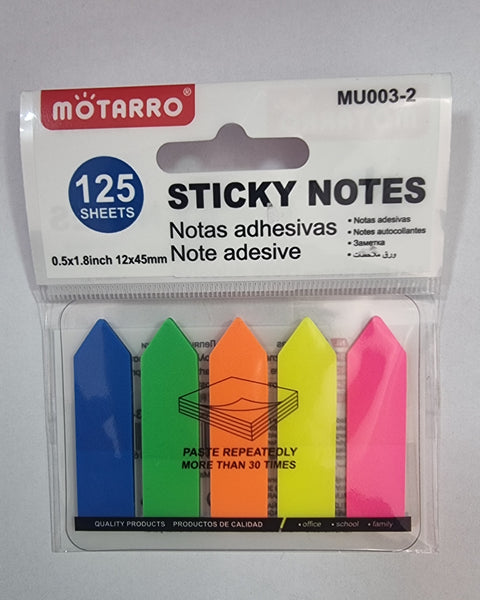 MOTARRO®
MU003-2
125
SHEETS
STICKY NOTES
Notas adhesivas
Note adesive
• Notas adesivas
• Notes autocollantes
• Заметка
• ورق ملاحظات
0.5x1.8inch 12x45mm
PASTE REPEATEDLY
MORE THAN 30 TIMES
QUALITY PRODUCTS PRODUCTOS DE CALIDAD
• office • school • family